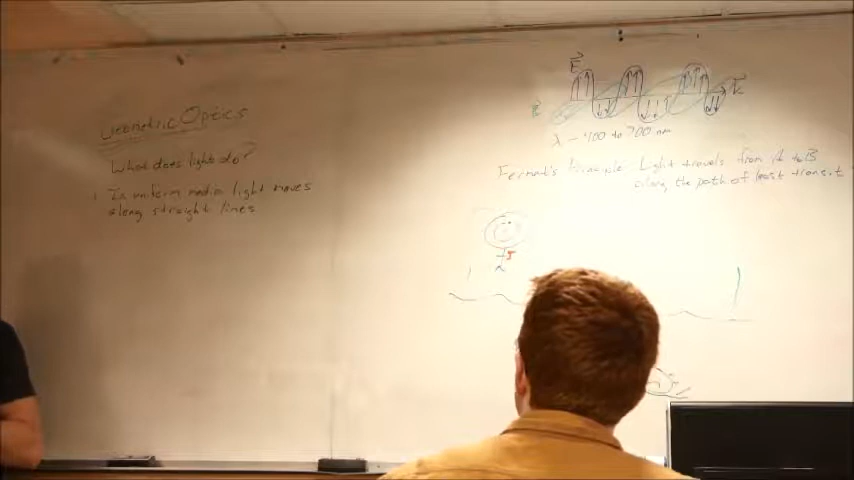 Geometric Optics
What does light do?
1 In uniform media light moves
along straight lines
E
k
λ ~ 400 to 700 nm
Fermat's Principle: Light travels from A to B
along the path of least transit